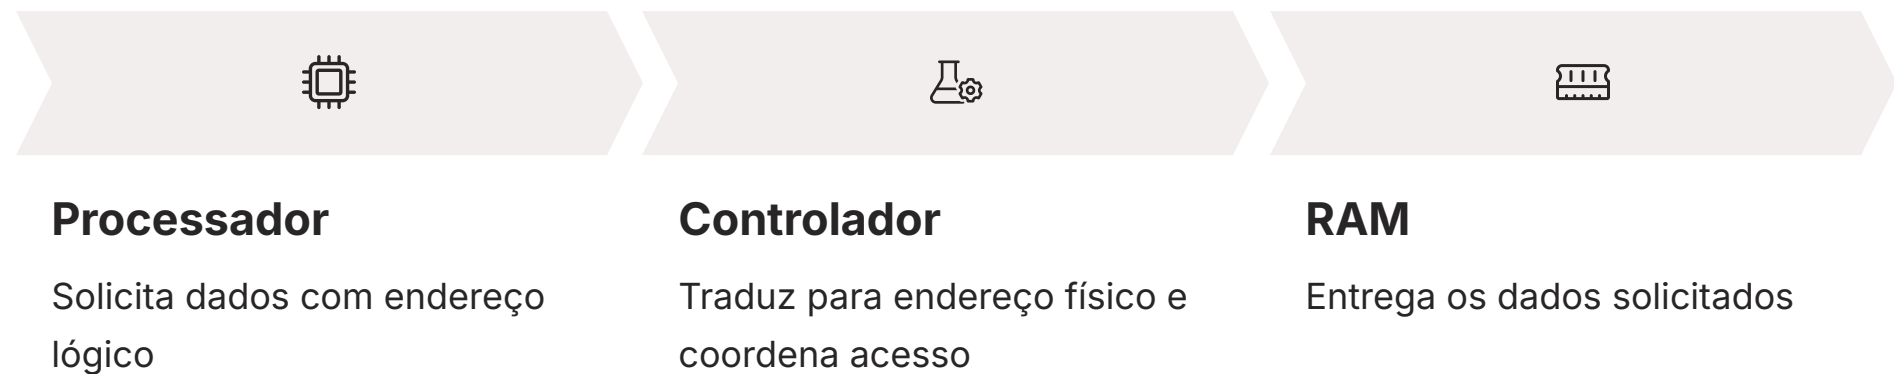 Processador
Solicita dados com endereço
lógico
Controlador
Traduz para endereço físico e
coordena acesso
RAM
Entrega os dados solicitados